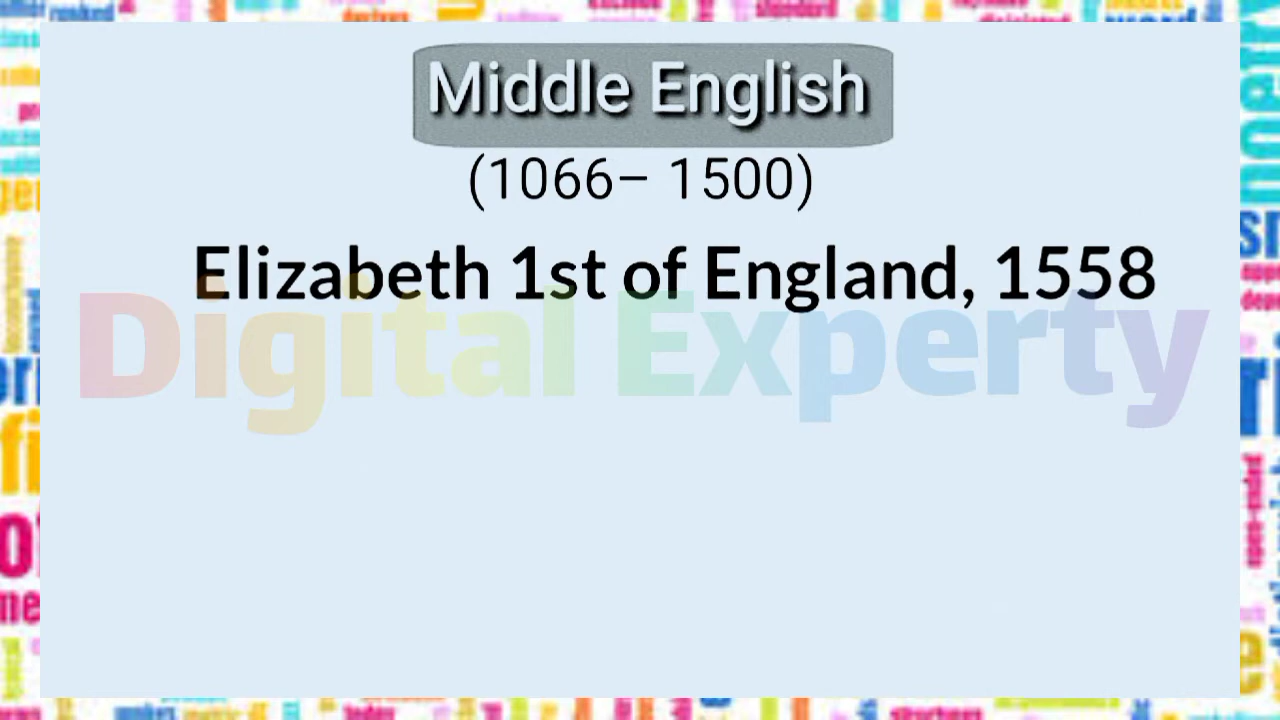 Middle English
(1066– 1500)
Elizabeth 1st of England, 1558
Digital Experty